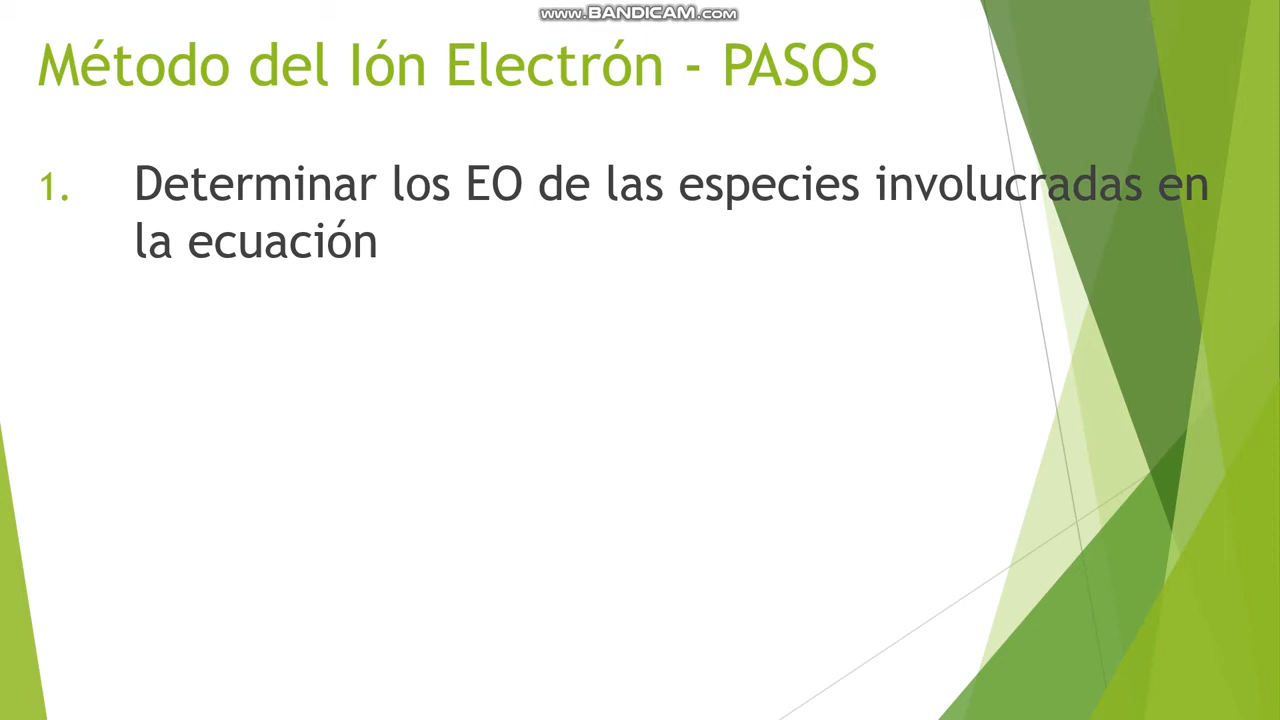 www.BANDICAM.com
Método del Ión Electrón - PASOS
1. Determinar los EO de las especies involucradas en
la ecuación